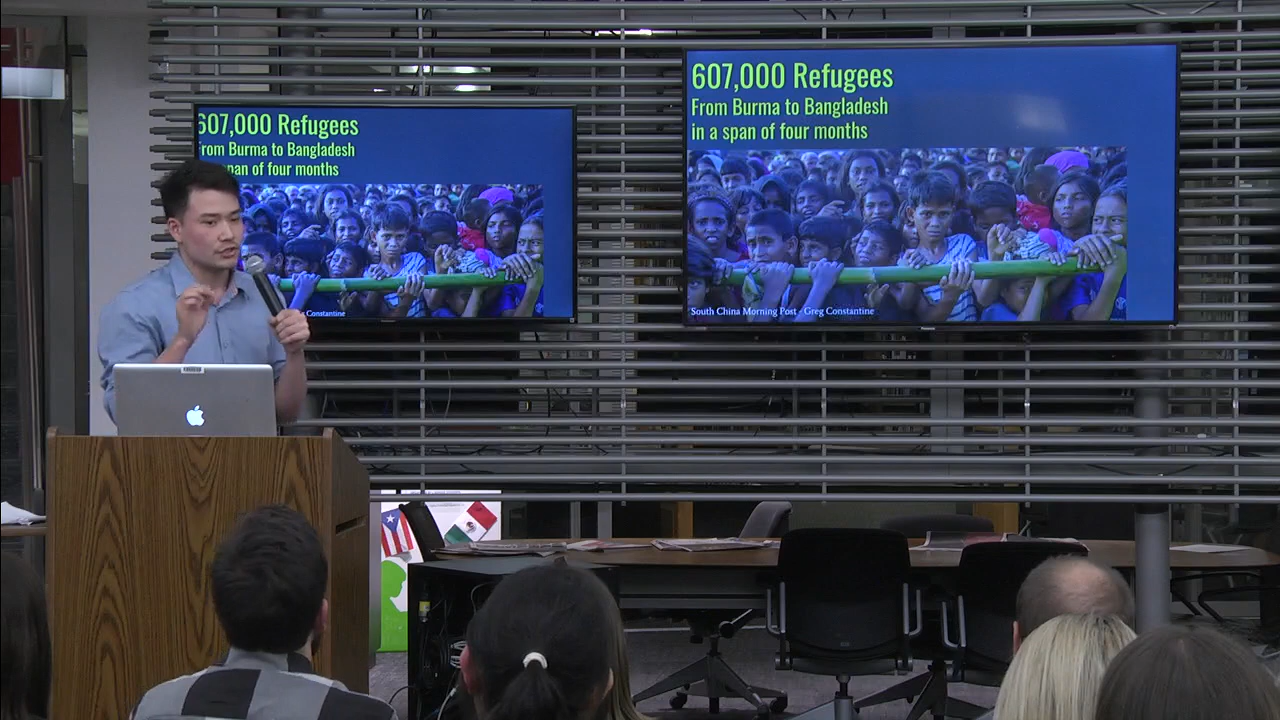 607,000 Refugees
From Burma to Bangladesh
span of four months
Constantine
607,000 Refugees
From Burma to Bangladesh
in a span of four months
South China Morning Post - Greg Constantine